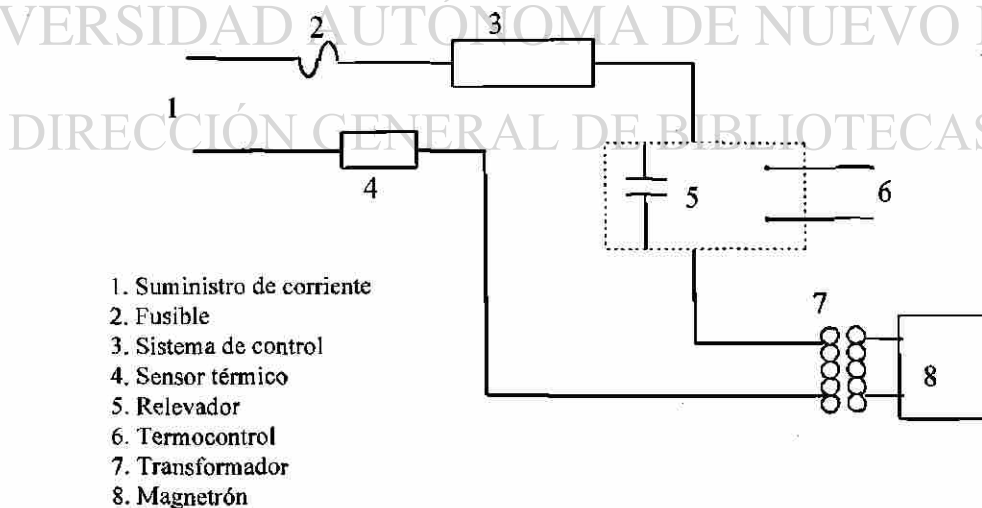 VERSIDAD AUTÓNOMA DE NUEVO
2
3
1
DIRECCIÓN GENERAL DE BIBLIOTECAS
4
5
6
1. Suministro de corriente
2. Fusible
3. Sistema de control
4. Sensor térmico
5. Relevador
6. Termocontrol
7. Transformador
8. Magnetrón
7
8